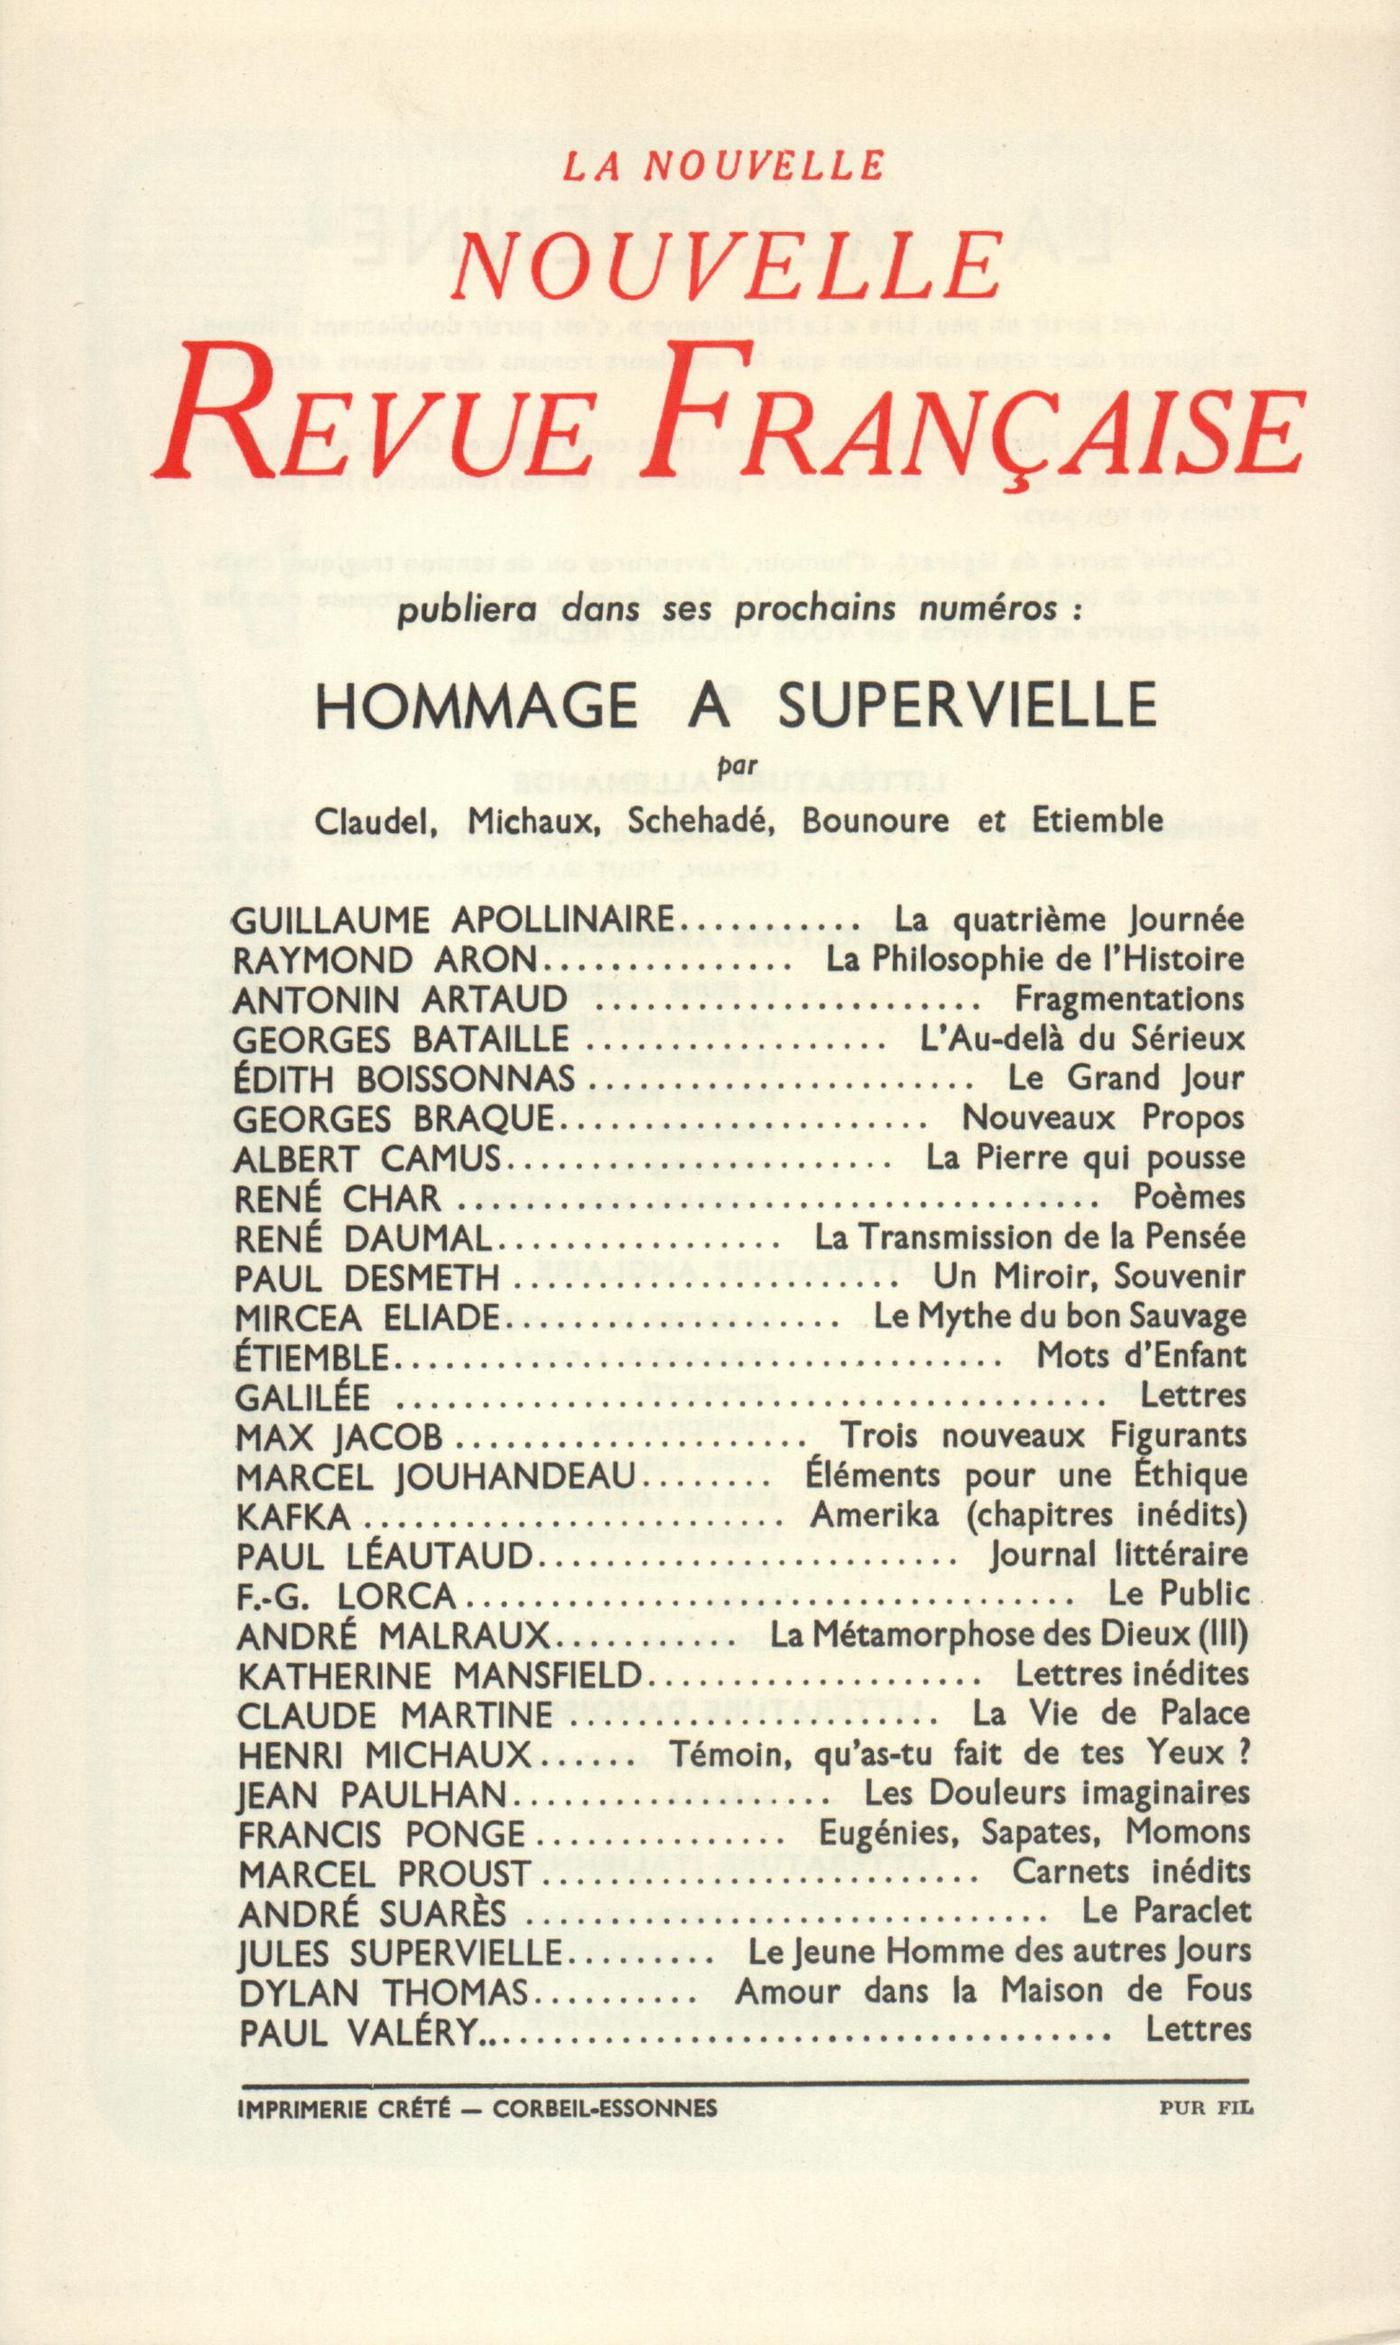 LA NOUVELLE
NOUVELLE
REVUE FRANÇAISE
publiera dans ses prochains numéros :
HOMMAGE A SUPERVIELLE
par
Claudel, Michaux, Schehadé, Bounoure et Etiemble
GUILLAUME APOLLINAIRE........... La quatrième Journée
RAYMOND ARON............... La Philosophie de l'Histoire
ANTONIN ARTAUD ....................... Fragmentations
GEORGES BATAILLE .................. L'Au-delà du Sérieux
ÉDITH BOISSONNAS ....................... Le Grand Jour
GEORGES BRAQUE...................... Nouveaux Propos
ALBERT CAMUS....................... La Pierre qui pousse
RENÉ CHAR ...................................... Poèmes
RENÉ DAUMAL................. La Transmission de la Pensée
PAUL DESMETH ....................... Un Miroir, Souvenir
MIRCEA ELIADE.................... Le Mythe du bon Sauvage
ÉTIEMBLE.................................... Mots d'Enfant
GALILÉE .......................................... Lettres
MAX JACOB ..................... Trois nouveaux Figurants
MARCEL JOUHANDEAU........ Éléments pour une Éthique
KAFKA ......................... Amerika (chapitres inédits)
PAUL LÉAUTAUD......................... Journal littéraire
F.-G. LORCA.................................... Le Public
ANDRÉ MALRAUX........... La Métamorphose des Dieux (III)
KATHERINE MANSFIELD.................... Lettres inédites
CLAUDE MARTINE ...................... La Vie de Palace
HENRI MICHAUX...... Témoin, qu'as-tu fait de tes Yeux ?
JEAN PAULHAN................... Les Douleurs imaginaires
FRANCIS PONGE............... Eugénies, Sapates, Momons
MARCEL PROUST .......................... Carnets inédits
ANDRÉ SUARÈS ............................... Le Paraclet
JULES SUPERVIELLE......... Le Jeune Homme des autres Jours
DYLAN THOMAS.......... Amour dans la Maison de Fous
PAUL VALÉRY...................................... Lettres
IMPRIMERIE CRÉTÉ — CORBEIL-ESSONNES PUR FIL